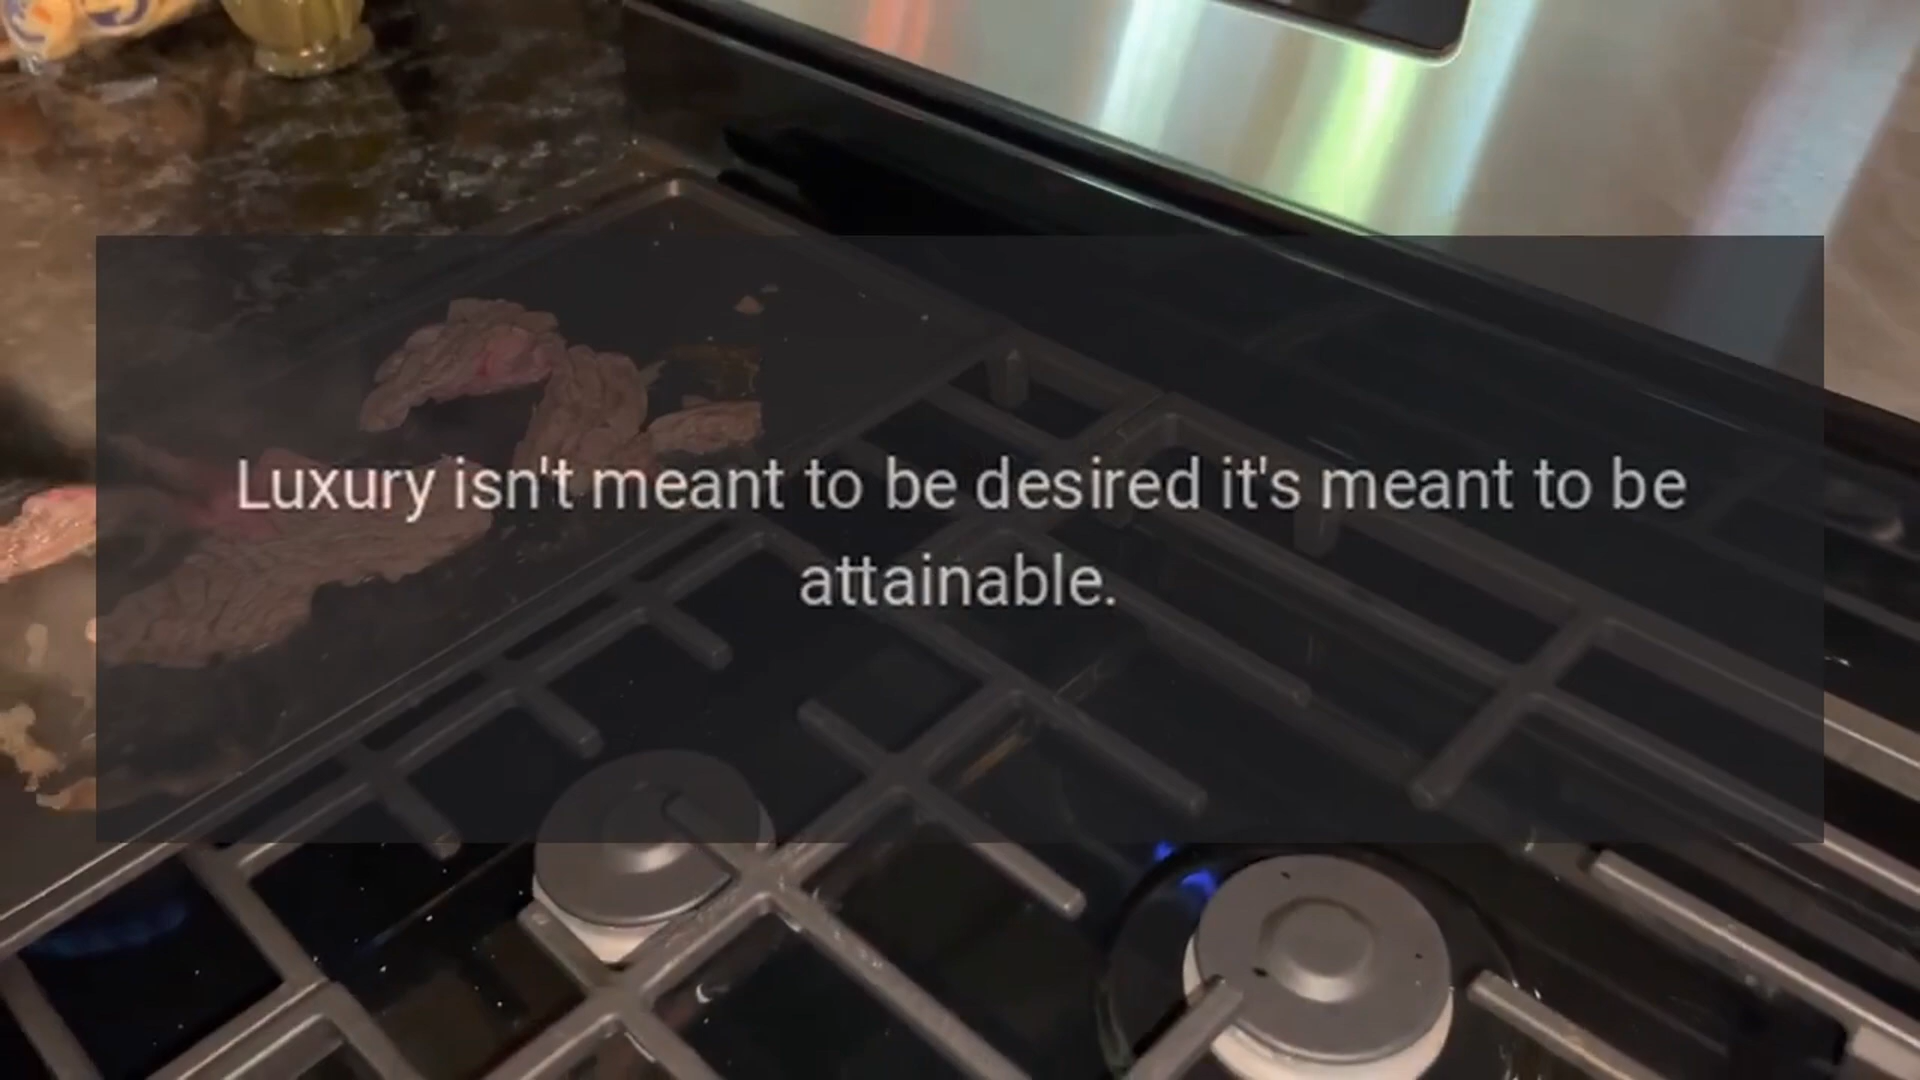 Luxury isn't meant to be desired it's meant to be
attainable.